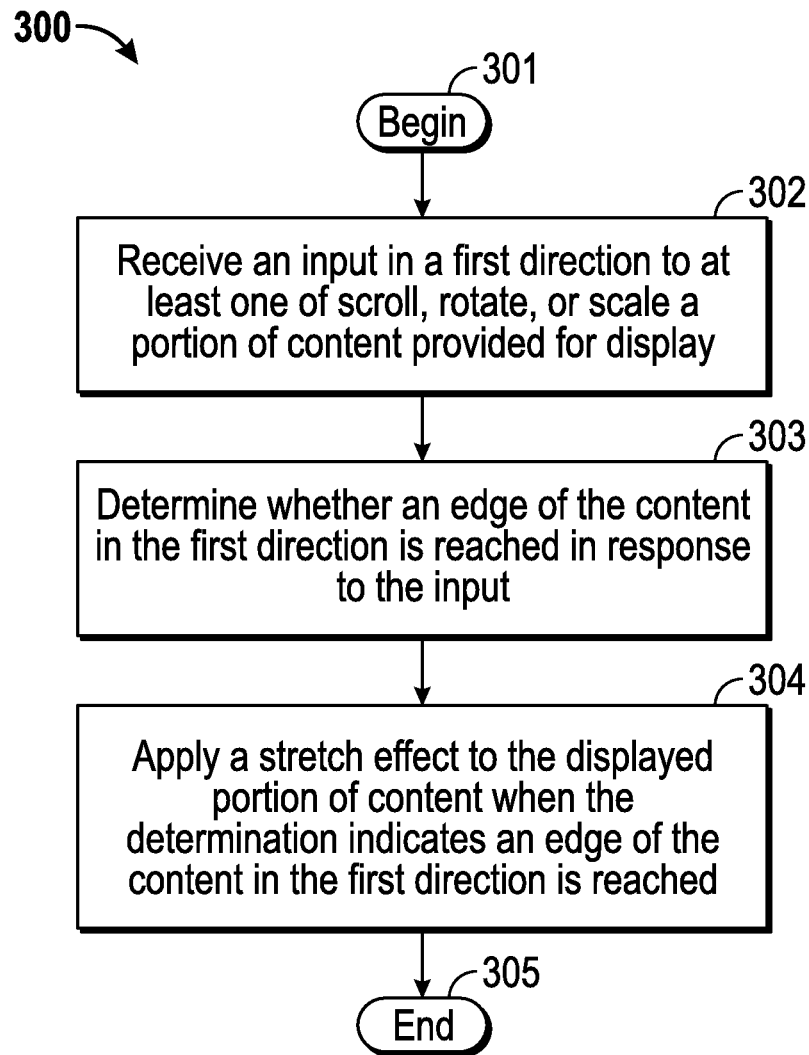 300
301
Begin
302
Receive an input in a first direction to at
least one of scroll, rotate, or scale a
portion of content provided for display
303
Determine whether an edge of the content
in the first direction is reached in response
to the input
304
Apply a stretch effect to the displayed
portion of content when the
determination indicates an edge of the
content in the first direction is reached
305
End